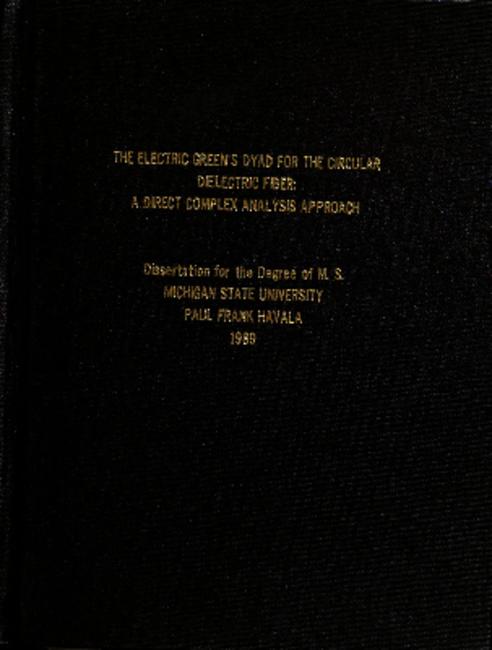 THE ELECTRIC GREEN'S DYAD FOR THE CIRCULAR
DIELECTRIC FIBER:
A DIRECT COMPLEX ANALYSIS APPROACH
Dissertation for the Degree of M. S.
MICHIGAN STATE UNIVERSITY
PAUL FRANK HAVALA
1989